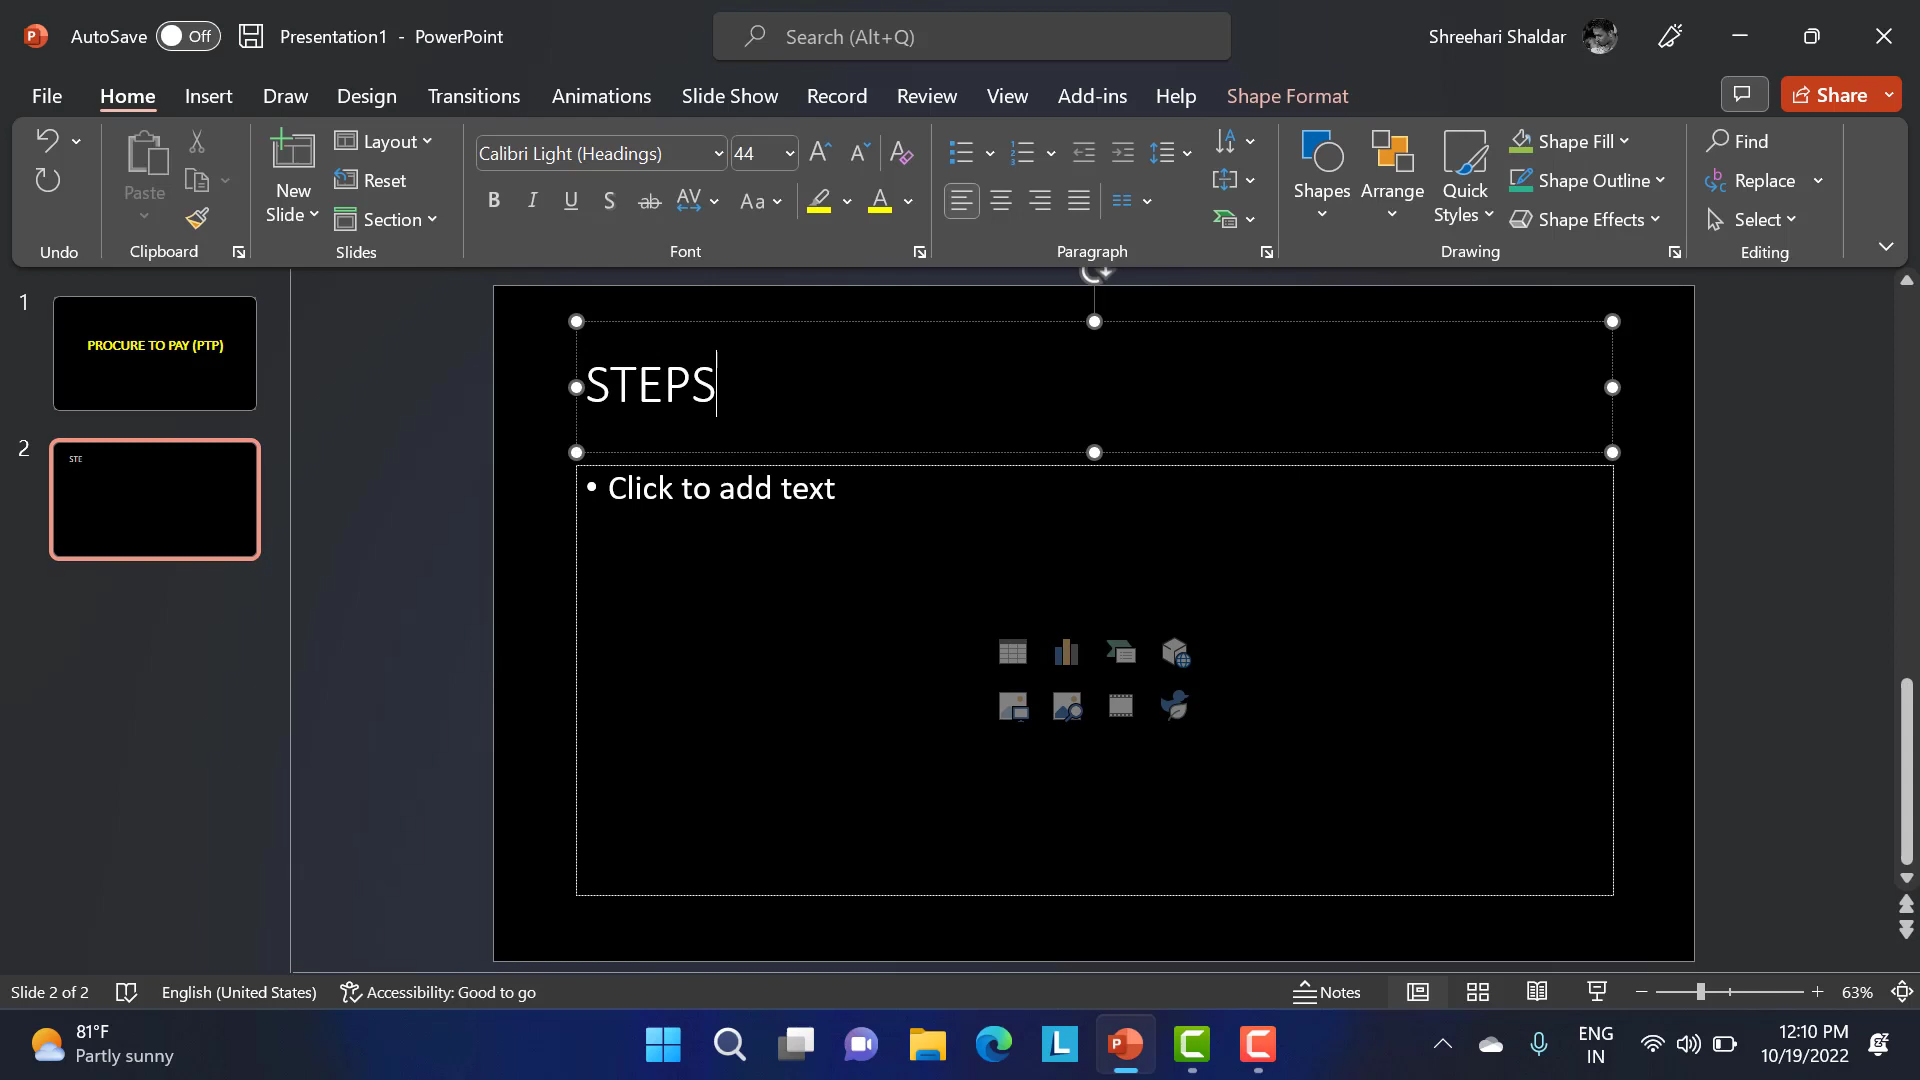 AutoSave Off Presentation1 - PowerPoint Search (Alt+Q) Shreehari Shaldar
File Home Insert Draw Design Transitions Animations Slide Show Record Review View Add-ins Help Shape Format Share
Paste
New Slide
Layout
Reset
Section
Calibri Light (Headings) 44
Shapes Arrange Quick Styles
Shape Fill
Shape Outline
Shape Effects
Find
Replace
Select
Undo Clipboard Slides Font Paragraph Drawing Editing
1
PROCURE TO PAY (PTP)
2
STE
STEPS
• Click to add text
Slide 2 of 2 English (United States) Accessibility: Good to go Notes 63%
81°F
Partly sunny
ENG
IN
12:10 PM
10/19/2022